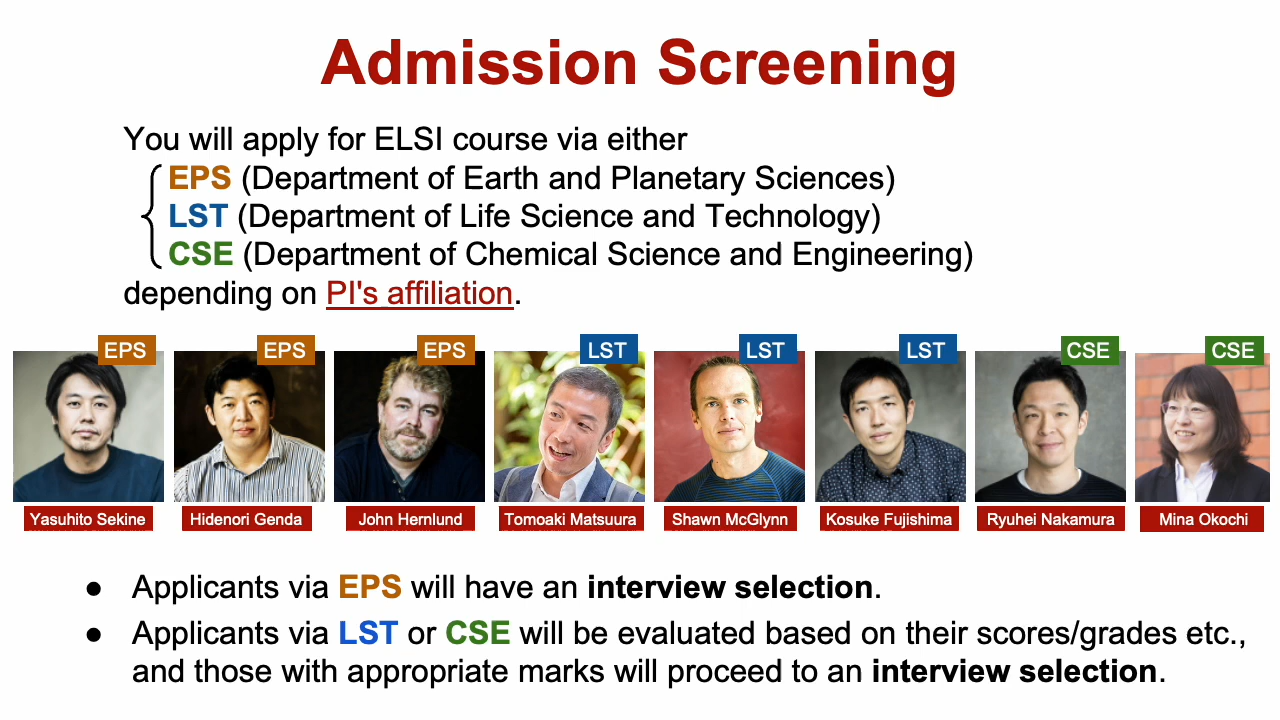 Admission Screening
You will apply for ELSI course via either
EPS (Department of Earth and Planetary Sciences)
LST (Department of Life Science and Technology)
CSE (Department of Chemical Science and Engineering)
depending on PI's affiliation.
EPS EPS EPS LST LST LST CSE CSE
Yasuhito Sekine Hidenori Genda John Hernlund Tomoaki Matsuura Shawn McGlynn Kosuke Fujishima Ryuhei Nakamura Mina Okochi
● Applicants via EPS will have an interview selection.
● Applicants via LST or CSE will be evaluated based on their scores/grades etc.,
and those with appropriate marks will proceed to an interview selection.